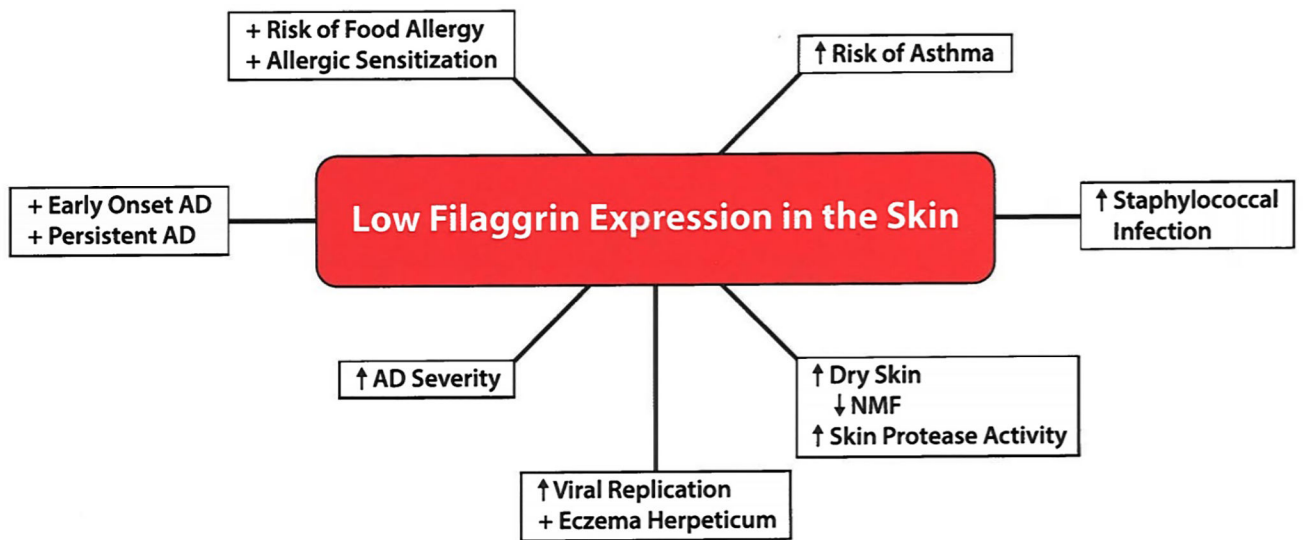 + Risk of Food Allergy
+ Allergic Sensitization
↑ Risk of Asthma
+ Early Onset AD
+ Persistent AD
Low Filaggrin Expression in the Skin
↑ Staphylococcal
Infection
↑ AD Severity
↑ Dry Skin
↓ NMF
↑ Skin Protease Activity
↑ Viral Replication
+ Eczema Herpeticum